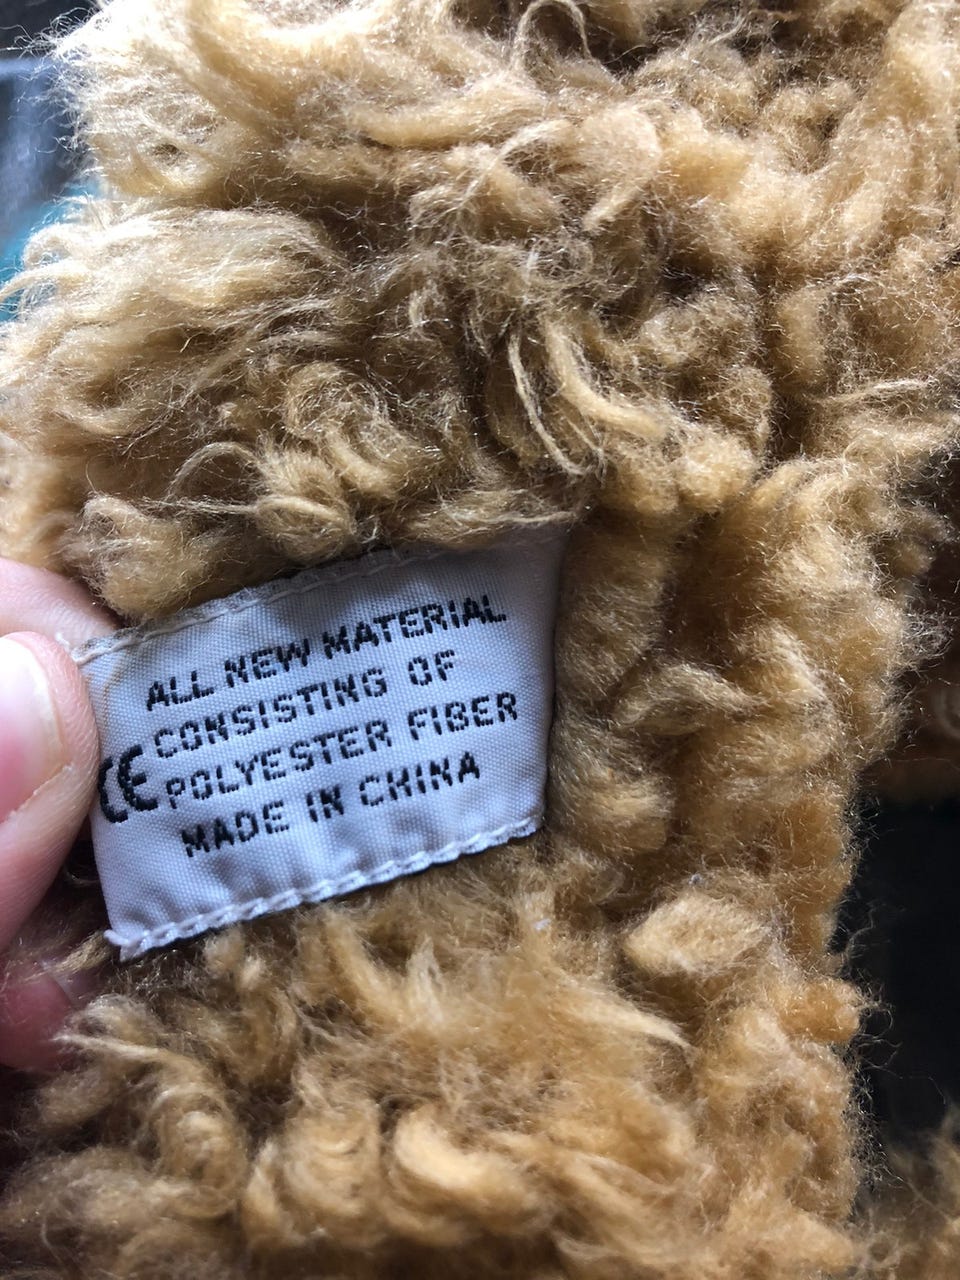 ALL NEW MATERIAL
CONSISTING OF
CE POLYESTER FIBER
MADE IN CHINA